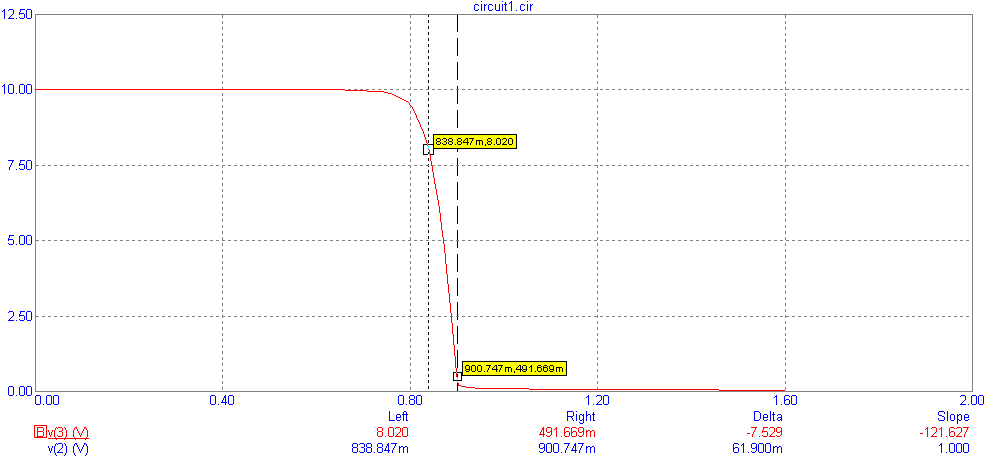 circuit1.cir
12.50
10.00
838.847m,8.020
7.50
5.00
2.50
900.747m,491.669m
0.00
0.00 0.40 0.80 1.20 1.60 2.00
Left Right Delta Slope
B v(3) (V) 8.020 491.669m -7.529 -121.627
v(2) (V) 838.847m 900.747m 61.900m 1.000